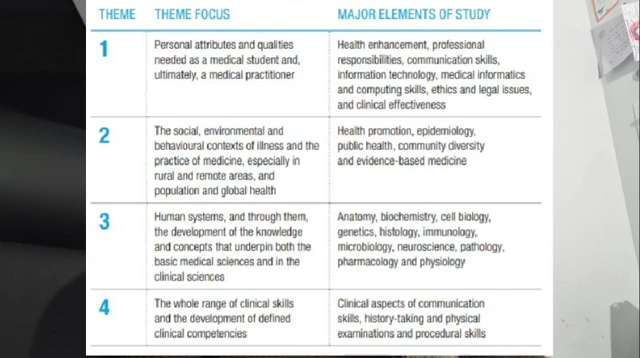 THEME THEME FOCUS MAJOR ELEMENTS OF STUDY
1
Personal attributes and qualities
needed as a medical student and,
ultimately, a medical practitioner
Health enhancement, professional
responsibilities, communication skills,
information technology, medical informatics
and computing skills, ethics and legal issues,
and clinical effectiveness
2
The social, environmental and
behavioural contexts of illness and the
practice of medicine, especially in
rural and remote areas, and
population and global health
Health promotion, epidemiology,
public health, community diversity
and evidence-based medicine
3
Human systems, and through them,
the development of the knowledge
and concepts that underpin both the
basic medical sciences and in the
clinical sciences
Anatomy, biochemistry, cell biology,
genetics, histology, immunology,
microbiology, neuroscience, pathology,
pharmacology and physiology
4
The whole range of clinical skills
and the development of defined
clinical competencies
Clinical aspects of communication
skills, history-taking and physical
examinations and procedural skills